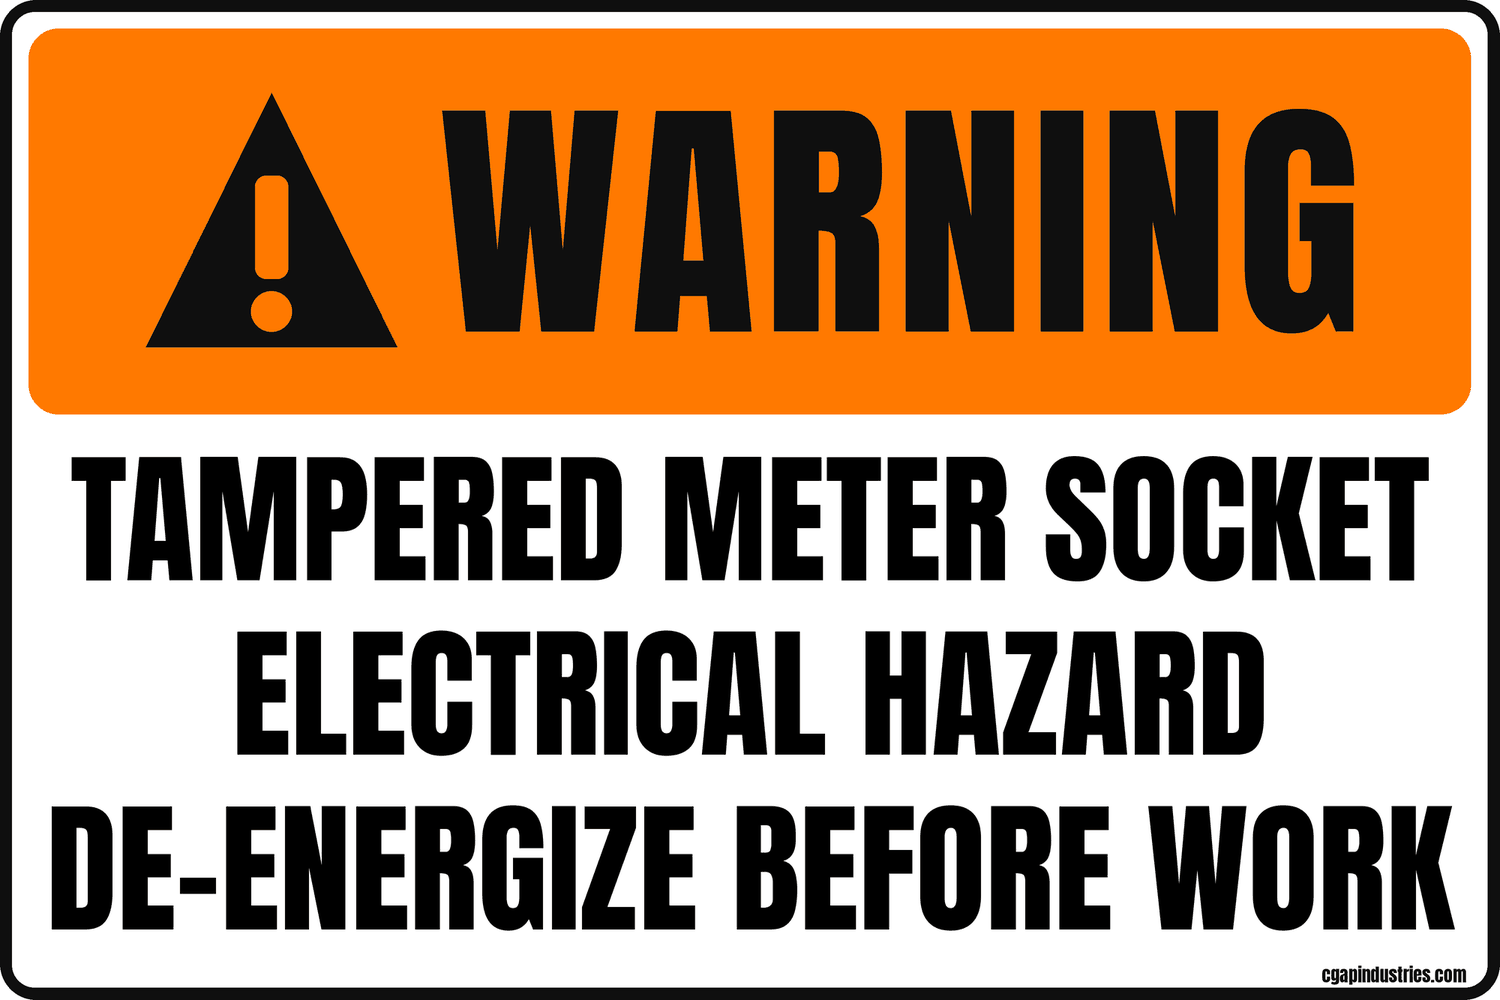 WARNING
TAMPERED METER SOCKET
ELECTRICAL HAZARD
DE-ENERGIZE BEFORE WORK
cgapindustries.com